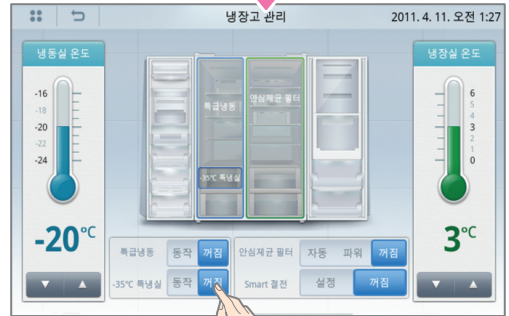 냉장고 관리
2011. 4. 11. 오전 1:27
냉동실 온도
-16
-18
-20
-22
-24
-20°C
특급냉동
안심제균 필터
-35℃ 특냉실
냉장실 온도
6
5
4
3
2
1
0
3°C
특급냉동 동작 꺼짐
안심제균 필터 자동 파워 꺼짐
-35℃ 특냉실 동작 꺼짐
Smart 절전 설정 꺼짐